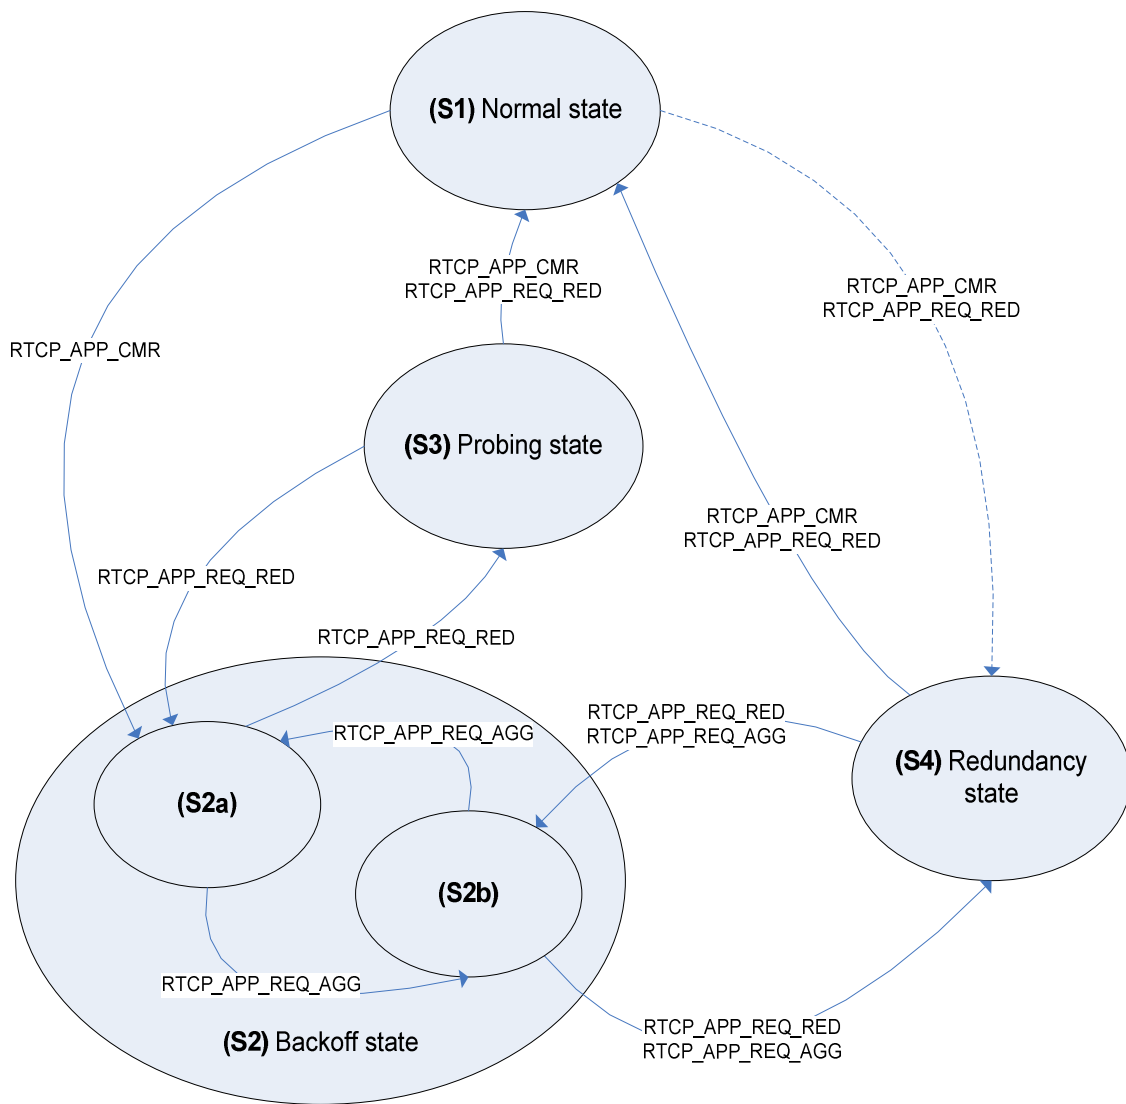 (S1) Normal state
RTCP_APP_CMR
RTCP_APP_REQ_RED
RTCP_APP_CMR
RTCP_APP_REQ_RED
RTCP_APP_CMR
(S3) Probing state
RTCP_APP_CMR
RTCP_APP_REQ_RED
RTCP_APP_REQ_RED
RTCP_APP_REQ_RED
RTCP_APP_REQ_RED
RTCP_APP_REQ_AGG
RTCP_APP_REQ_AGG
(S4) Redundancy
state
(S2a)
(S2b)
RTCP_APP_REQ_AGG
RTCP_APP_REQ_RED
RTCP_APP_REQ_AGG
(S2) Backoff state